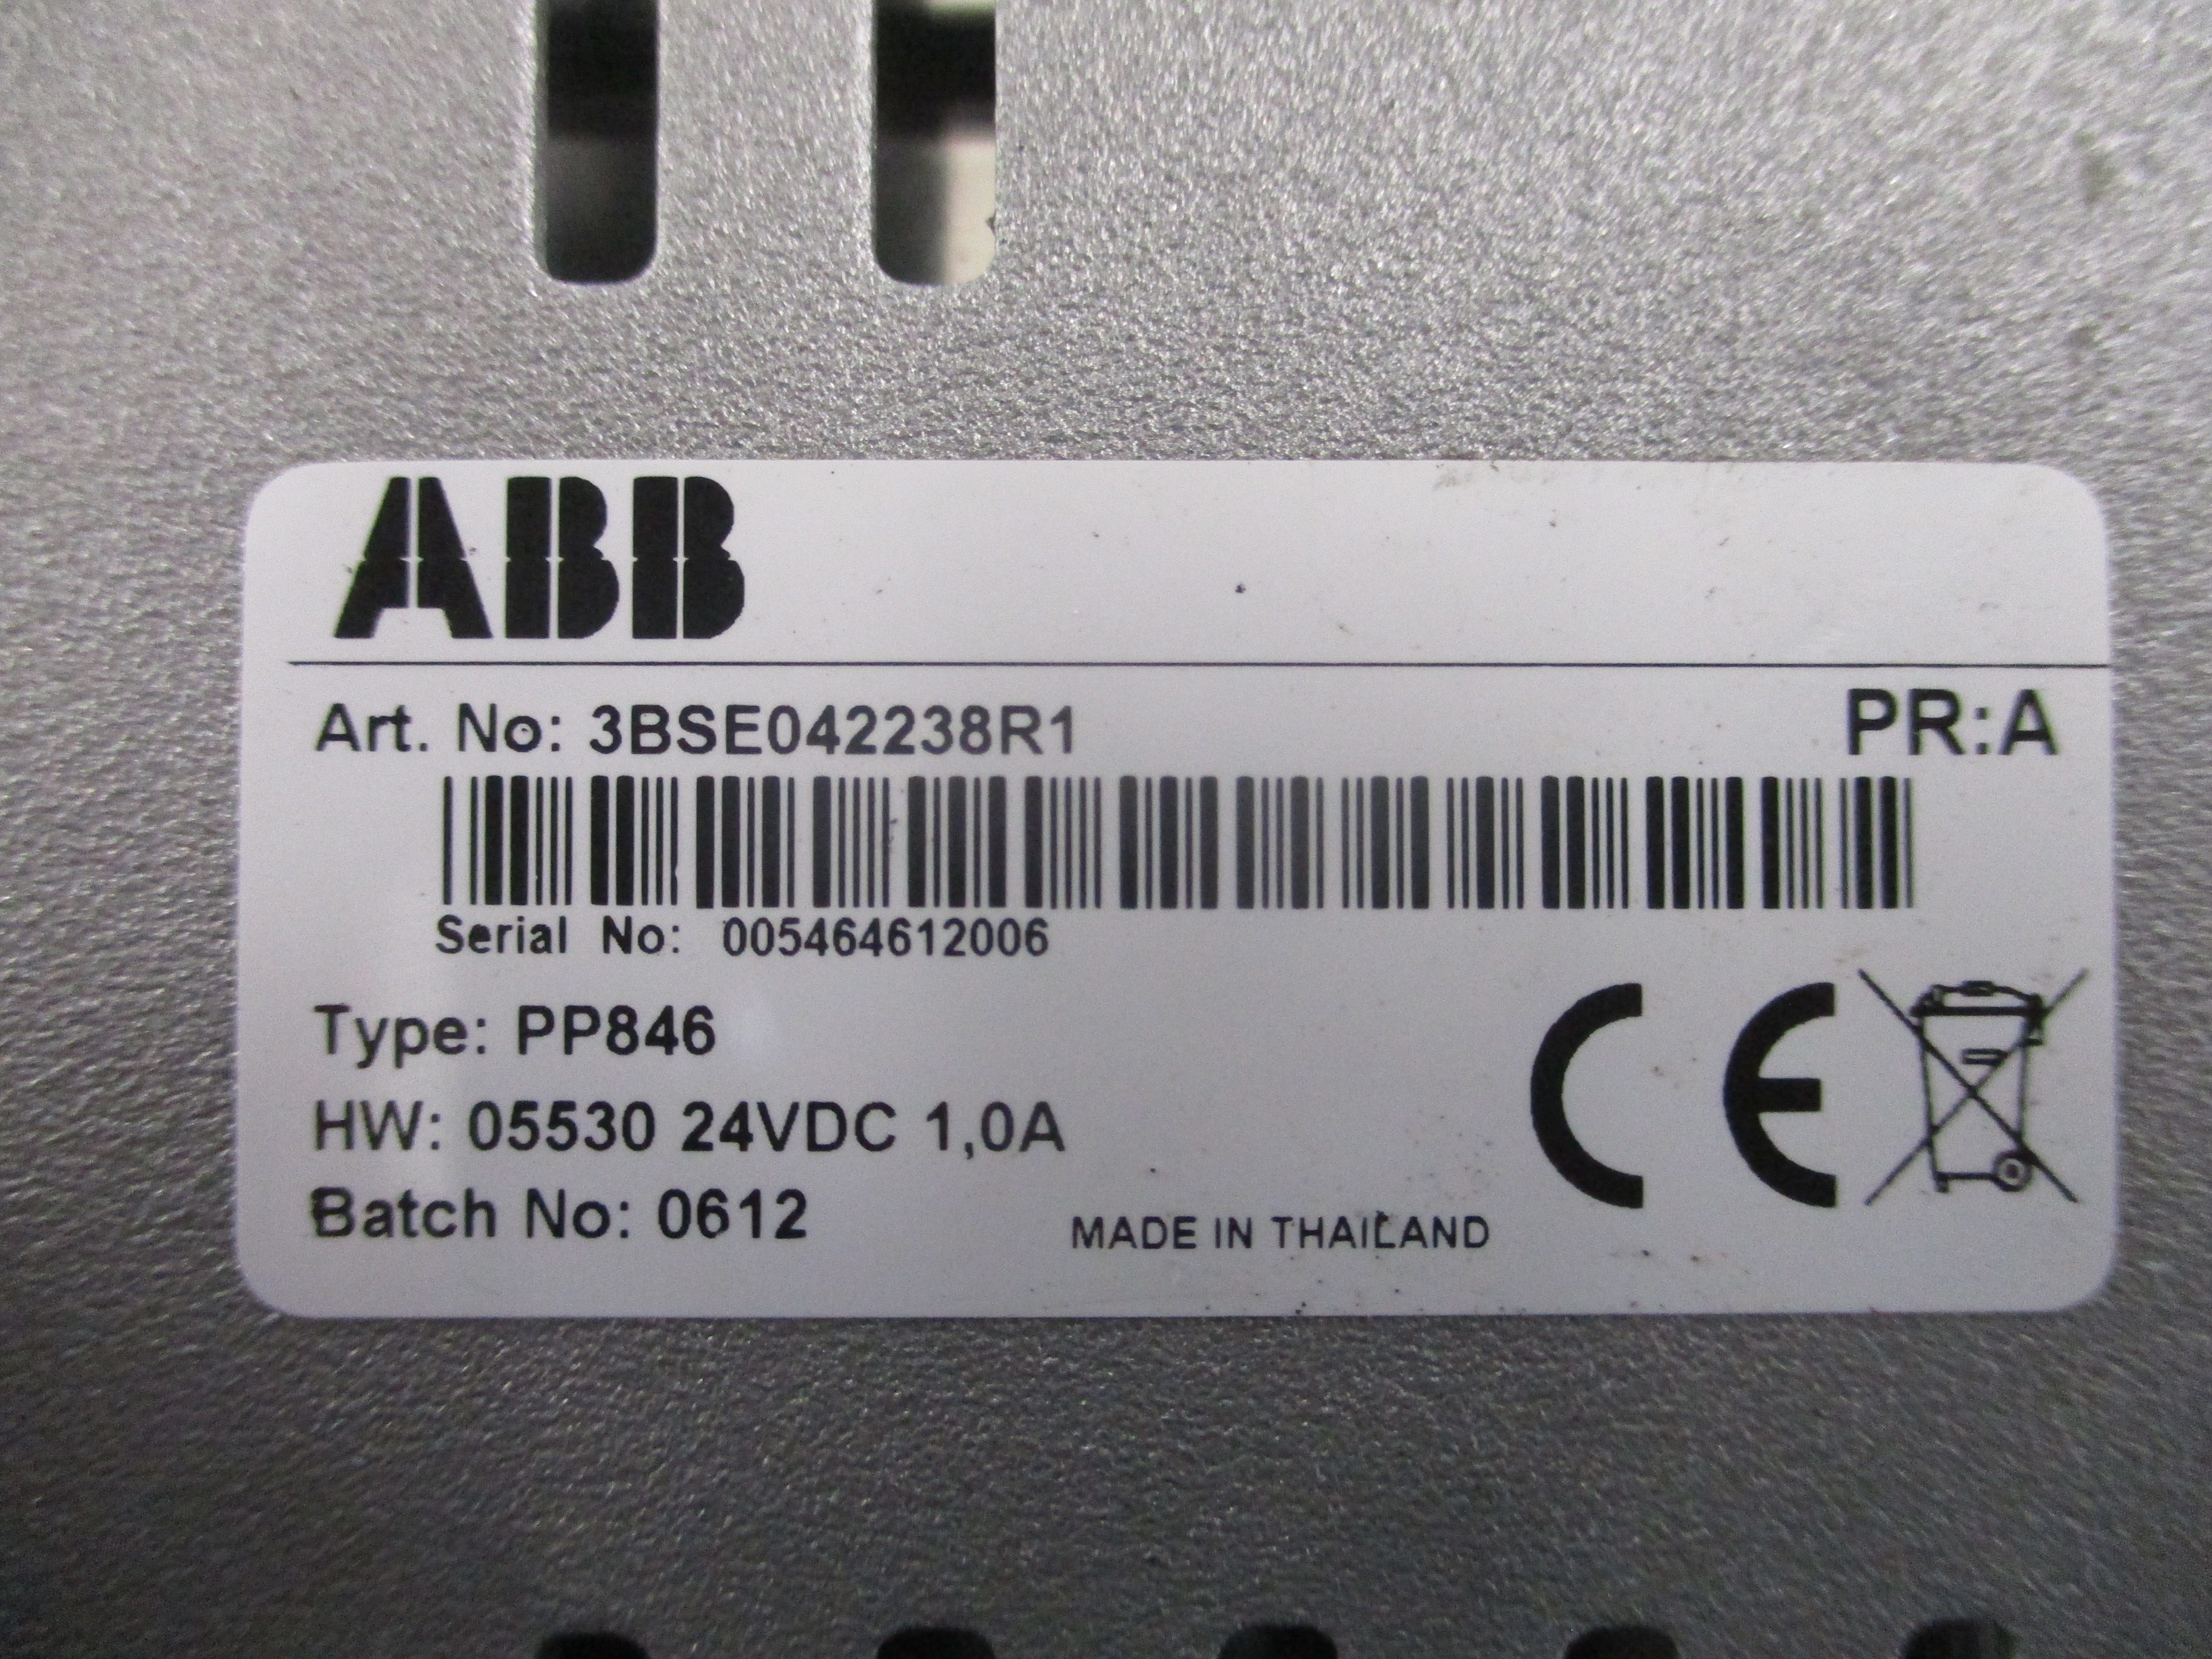 ABB
Art. No: 3BSE042238R1 PR:A
Serial No: 005464612006
Type: PP846
HW: 05530 24VDC 1,0A
Batch No: 0612
MADE IN THAILAND
CE